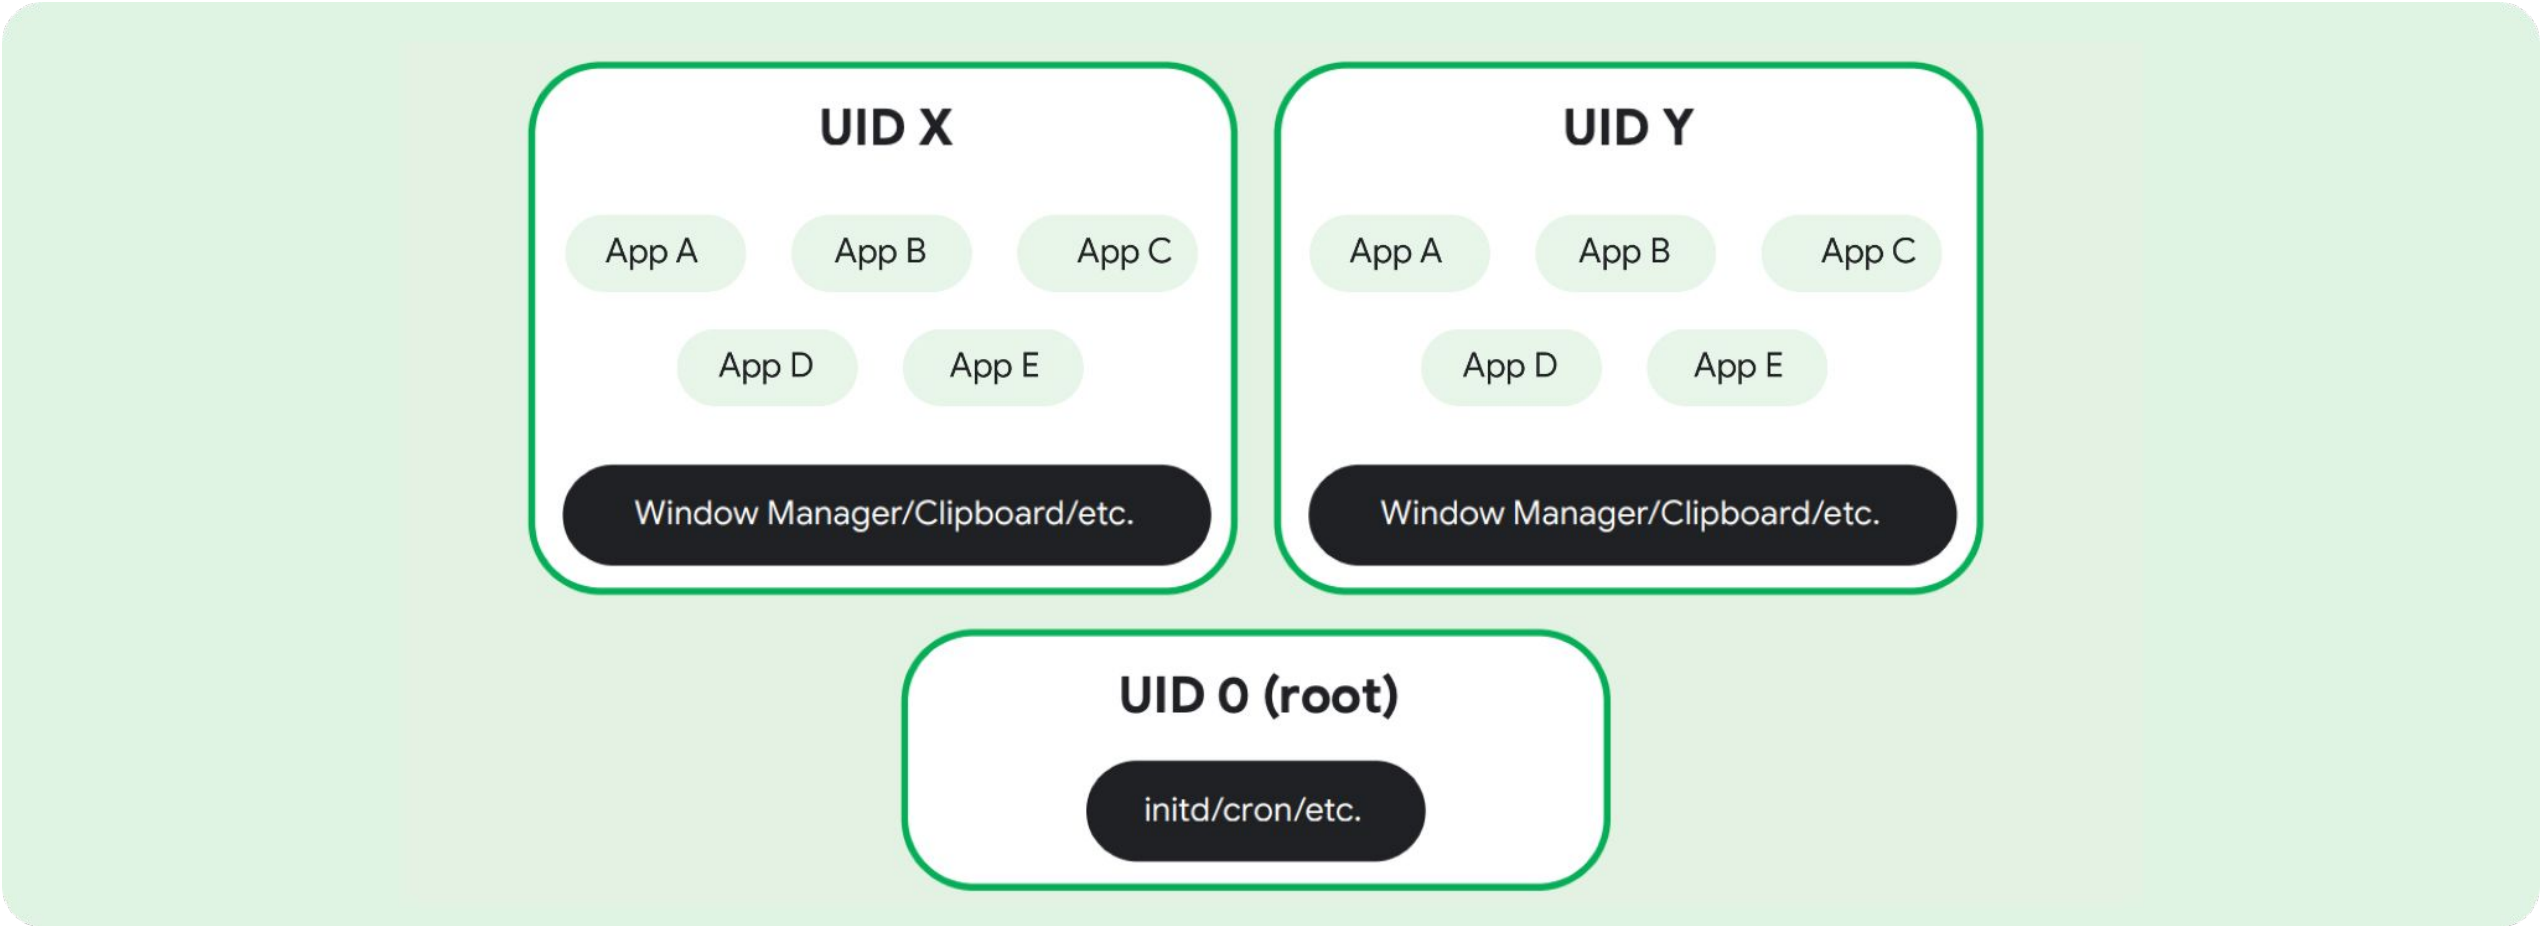 UID X
App A
App B
App C
App D
App E
Window Manager/Clipboard/etc.
UID Y
App A
App B
App C
App D
App E
Window Manager/Clipboard/etc.
UID 0 (root)
initd/cron/etc.